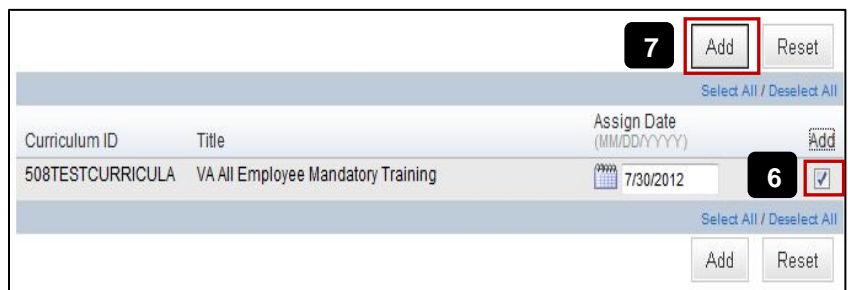 7 Add Reset
Select All / Deselect All
Curriculum ID Title Assign Date (MM/DD/YYYY) Add
508TESTCURRICULA VA All Employee Mandatory Training 7/30/2012 6
Select All / Deselect All
Add Reset